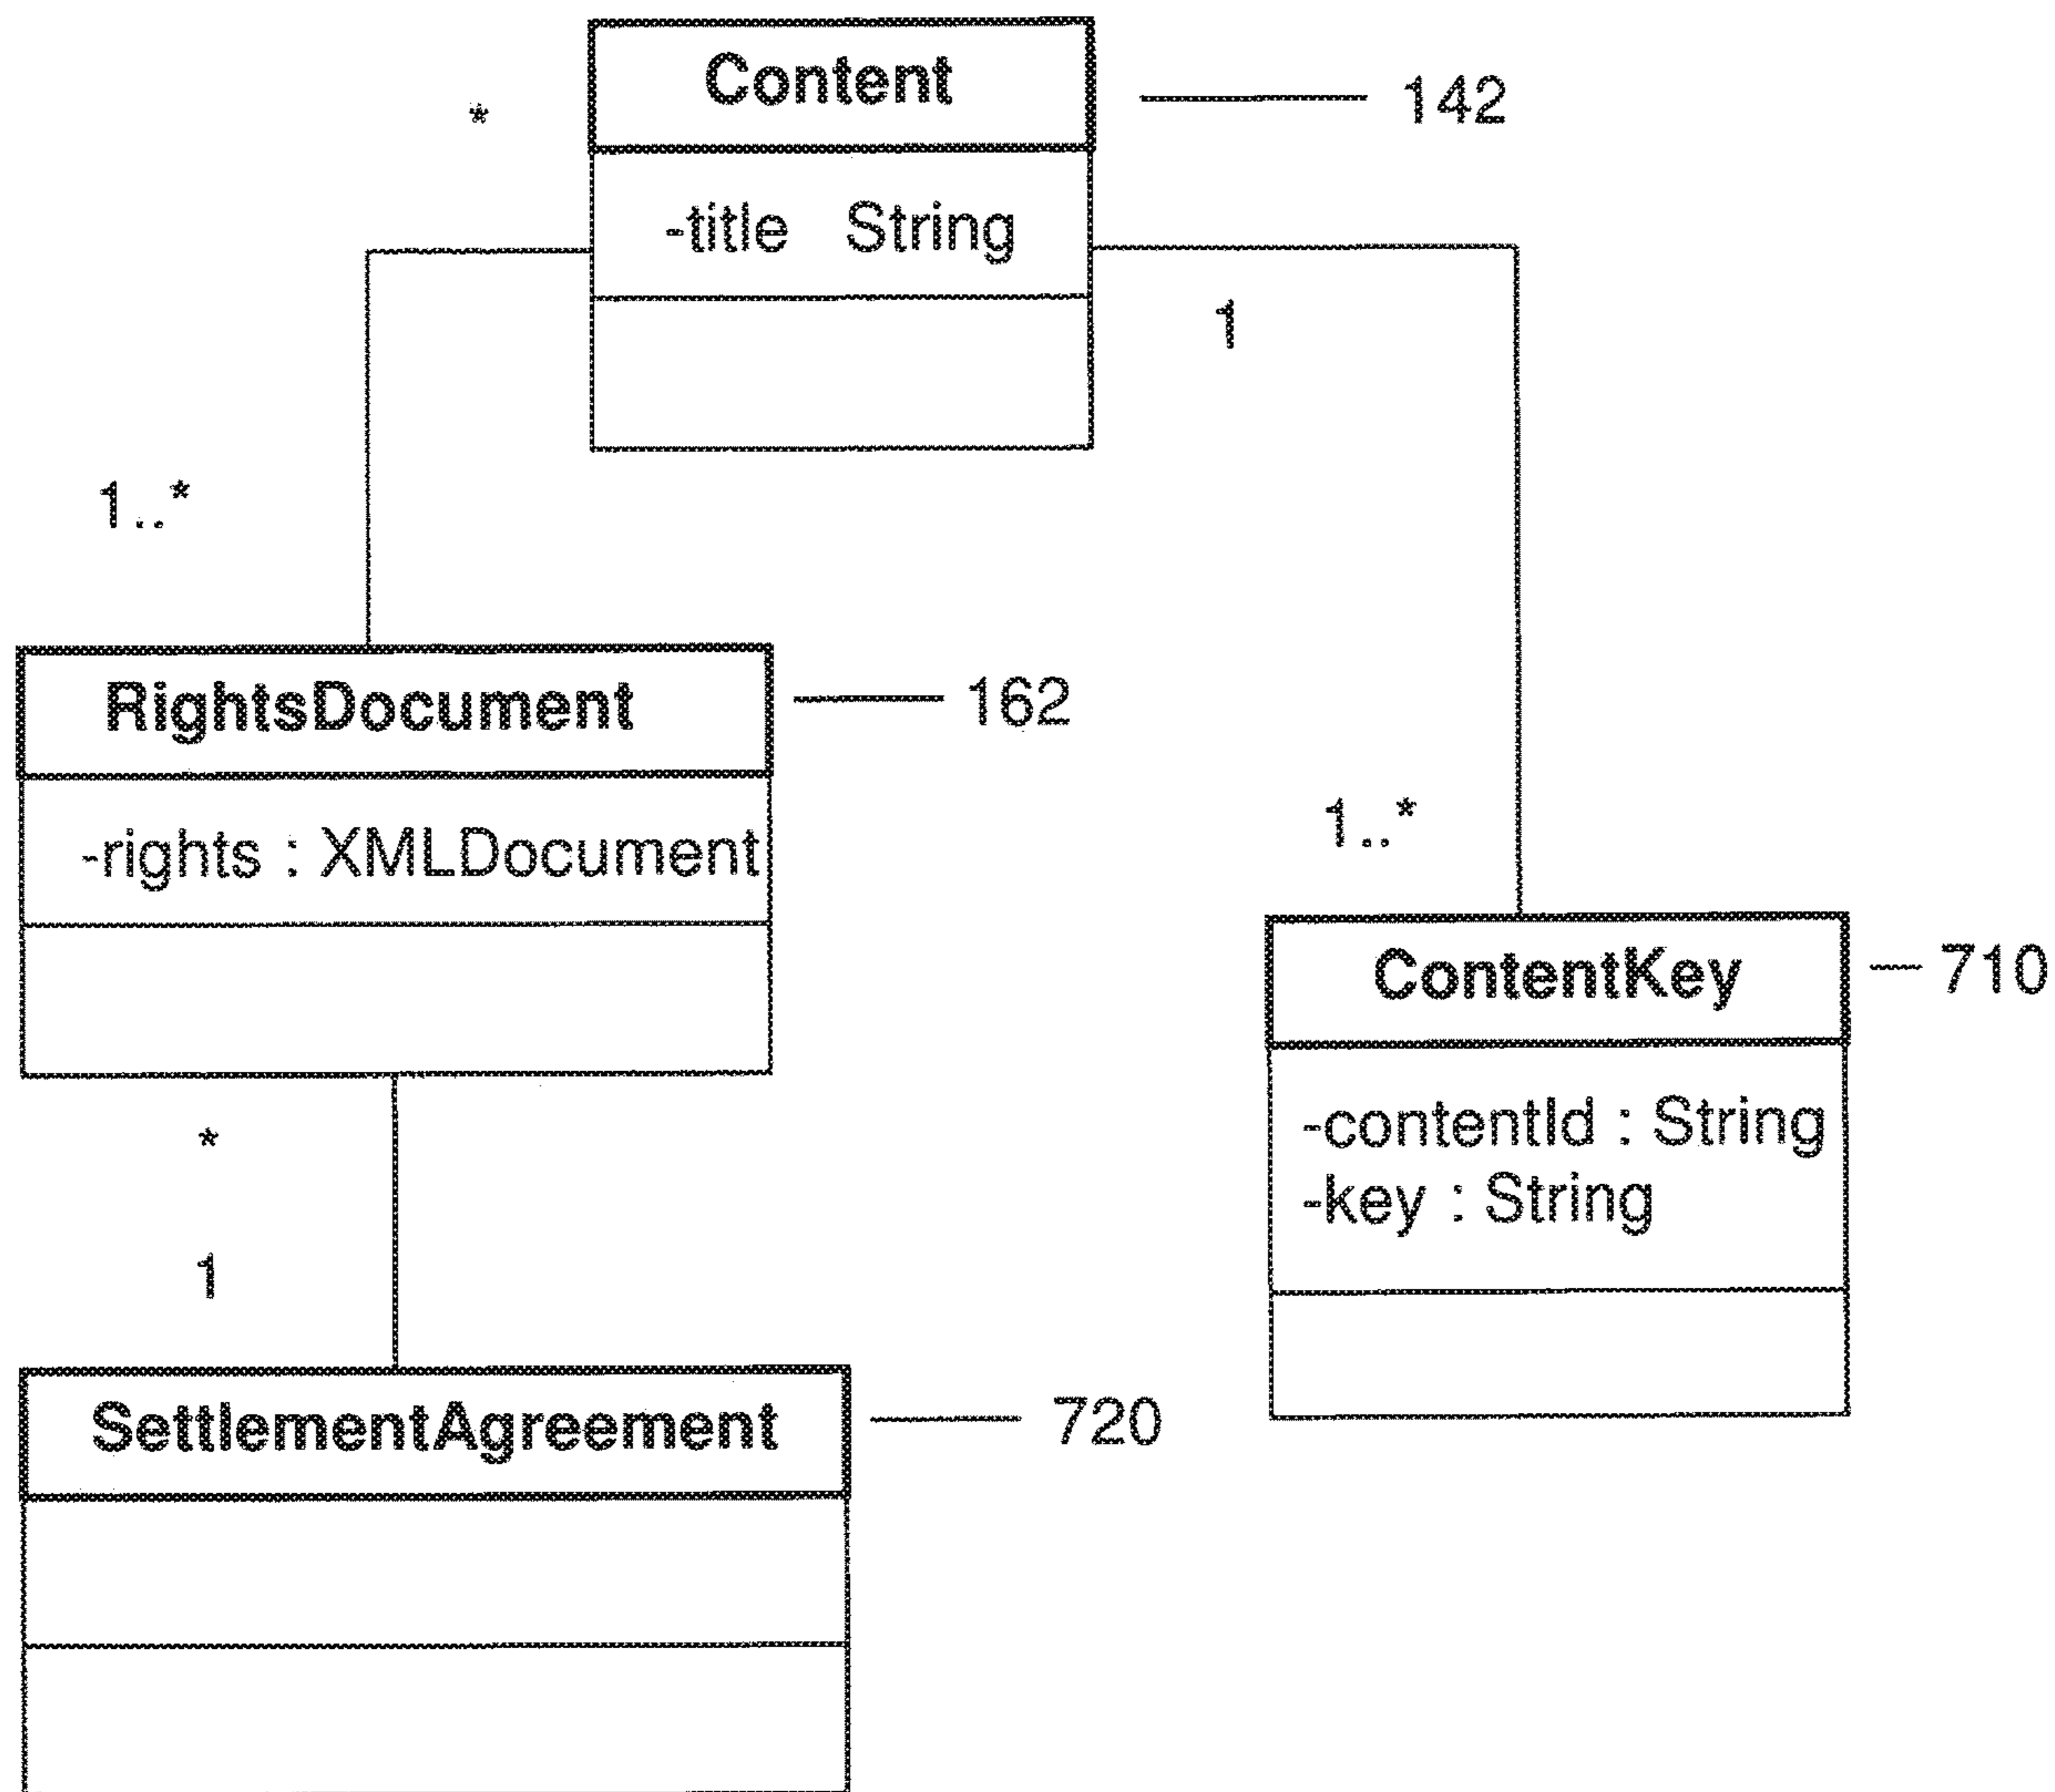 Content
142
*
-title String
1
1..*
RightsDocument
162
-rights : XMLDocument
1..*
ContentKey
710
-contentId : String
-key : String
*
1
SettlementAgreement
720